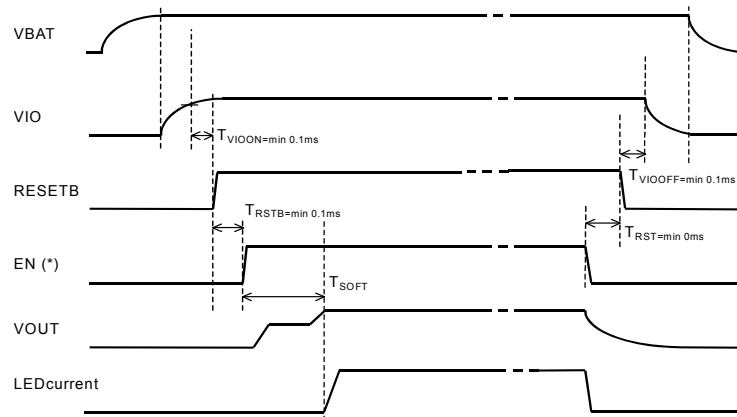 VBAT
VIO
TVIOON=min 0.1ms
TVIOOFF=min 0.1ms
RESETB
TRSTB=min 0.1ms
TRST=min 0ms
EN (*)
TSOFT
VOUT
LEDcurrent